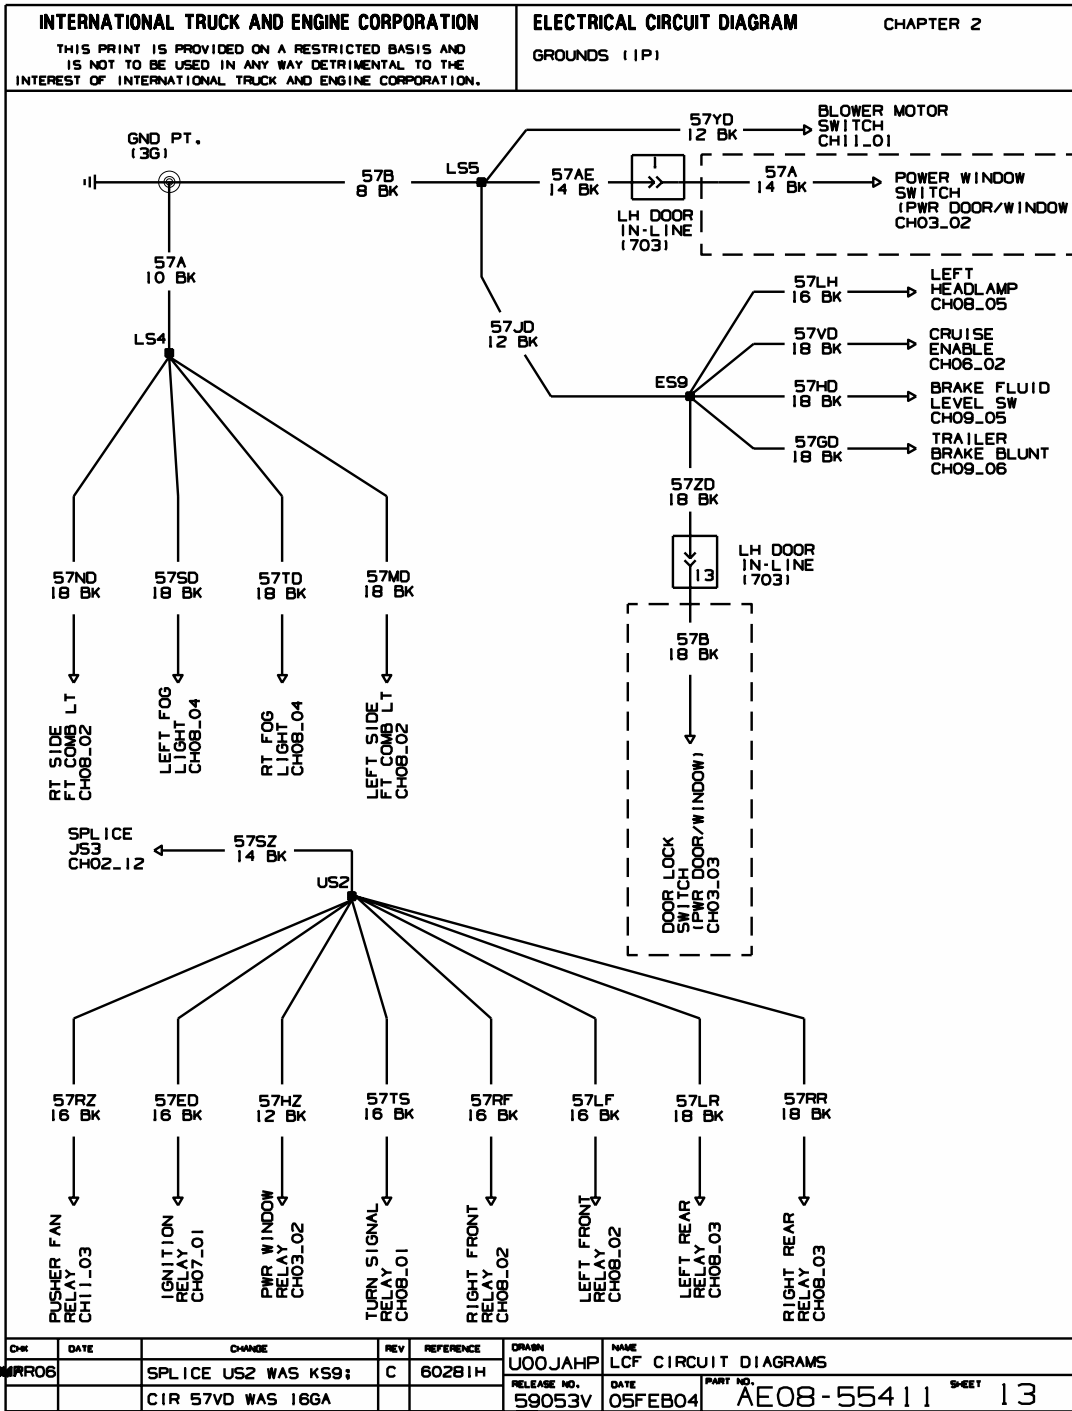 INTERNATIONAL TRUCK AND ENGINE CORPORATION
THIS PRINT IS PROVIDED ON A RESTRICTED BASIS AND
IS NOT TO BE USED IN ANY WAY DETRIMENTAL TO THE
INTEREST OF INTERNATIONAL TRUCK AND ENGINE CORPORATION.
ELECTRICAL CIRCUIT DIAGRAM
CHAPTER 2
GROUNDS (IP)
GND PT.
(3G)
57B
8 BK
LS5
57YD
12 BK
BLOWER MOTOR
SWITCH
CH11_01
57AE
14 BK
1
LH DOOR
IN-LINE
(703)
57A
14 BK
POWER WINDOW
SWITCH
(PWR DOOR/WINDOW
CH03_02
57A
10 BK
LS4
57JD
12 BK
ES9
57LH
16 BK
LEFT
HEADLAMP
CH08_05
57VD
18 BK
CRUISE
ENABLE
CH06_02
57HD
18 BK
BRAKE FLUID
LEVEL SW
CH09_05
57GD
18 BK
TRAILER
BRAKE BLUNT
CH09_06
57ZD
18 BK
13
LH DOOR
IN-LINE
(703)
57B
18 BK
DOOR LOCK
SWITCH
(PWR DOOR/WINDOW)
CH03_03
57ND
18 BK
57SD
18 BK
57TD
18 BK
57MD
18 BK
RT SIDE
FT COMB LT
CH08_02
LEFT FOG
LIGHT
CH08_04
RT FOG
LIGHT
CH08_04
LEFT SIDE
FT COMB LT
CH08_02
SPLICE
JS3
CH02_12
57SZ
14 BK
US2
57RZ
16 BK
57ED
16 BK
57HZ
12 BK
57TS
16 BK
57RF
16 BK
57LF
16 BK
57LR
18 BK
57RR
18 BK
PUSHER FAN
RELAY
CH11_03
IGNITION
RELAY
CH07_01
PWR WINDOW
RELAY
CH03_02
TURN SIGNAL
RELAY
CH08_01
RIGHT FRONT
RELAY
CH08_02
LEFT FRONT
RELAY
CH08_02
LEFT REAR
RELAY
CH08_03
RIGHT REAR
RELAY
CH08_03
CHK DATE CHANGE REV REFERENCE
SPLICE US2 WAS KS9; C 60281H
CIR 57VD WAS 16GA
DRAWN
U00JAHP
NAME
LCF CIRCUIT DIAGRAMS
RELEASE NO.
59053V
DATE
05FEB04
PART NO.
AE08-55411
SHEET
13